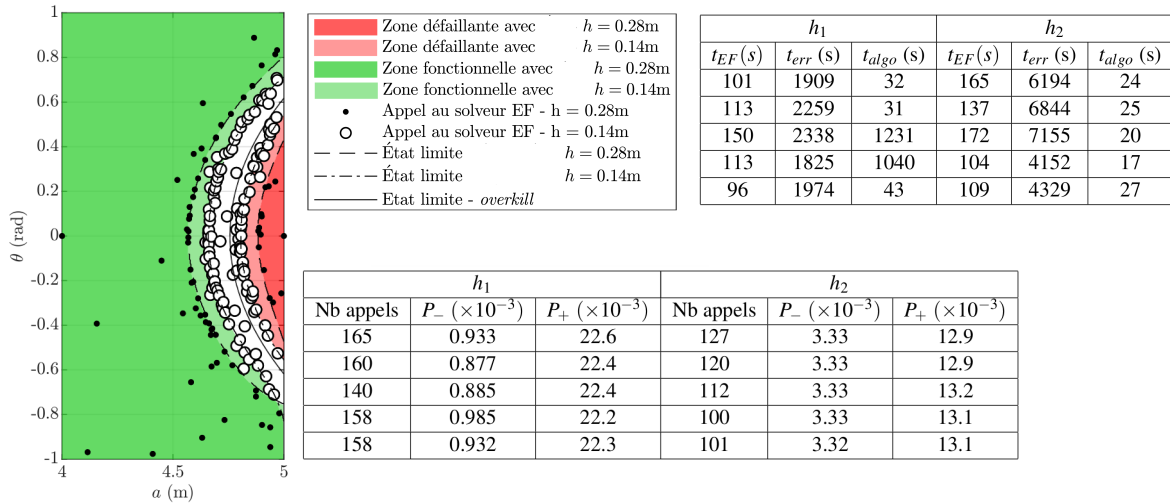 1
0.8
0.6
0.4
0.2
0
-0.2
-0.4
-0.6
-0.8
-1
θ (rad)
4 4.5 5
a (m)
Zone défaillante avec h = 0.28m
Zone défaillante avec h = 0.14m
Zone fonctionnelle avec h = 0.28m
Zone fonctionnelle avec h = 0.14m
Appel au solveur EF - h = 0.28m
Appel au solveur EF - h = 0.14m
État limite h = 0.28m
État limite h = 0.14m
Etat limite - overkill
h₁ h₂
t_EF(s) t_err (s) t_algo (s) t_EF(s) t_err (s) t_algo (s)
101 1909 32 165 6194 24
113 2259 31 137 6844 25
150 2338 1231 172 7155 20
113 1825 1040 104 4152 17
96 1974 43 109 4329 27
h₁ h₂
Nb appels P₋ (×10⁻³) P₊ (×10⁻³) Nb appels P₋ (×10⁻³) P₊ (×10⁻³)
165 0.933 22.6 127 3.33 12.9
160 0.877 22.4 120 3.33 12.9
140 0.885 22.4 112 3.33 13.2
158 0.985 22.2 100 3.33 13.1
158 0.932 22.3 101 3.32 13.1